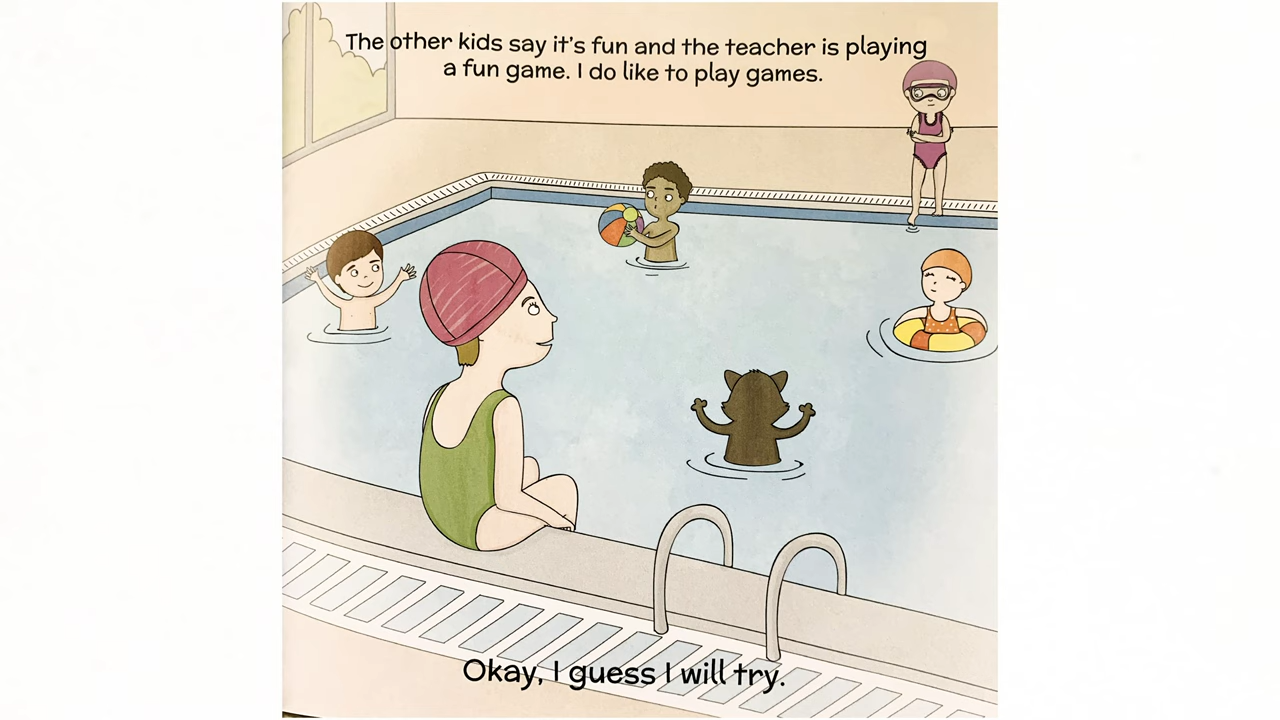 The other kids say it's fun and the teacher is playing
a fun game. I do like to play games.
Okay, I guess I will try.